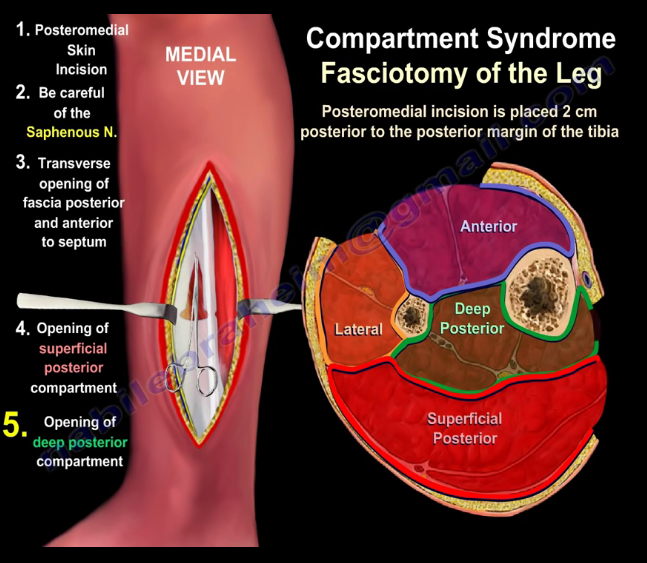 Compartment Syndrome
Fasciotomy of the Leg
Posteromedial incision is placed 2 cm
posterior to the posterior margin of the tibia
MEDIAL
VIEW
1. Posteromedial
Skin
Incision
2. Be careful
of the
Saphenous N.
3. Transverse
opening of
fascia posterior
and anterior
to septum
4. Opening of
superficial
posterior
compartment
5. Opening of
deep posterior
compartment
Anterior
Lateral
Deep
Posterior
Superficial
Posterior